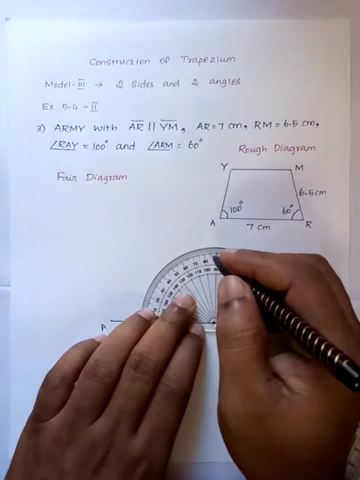 Construction of Trapezium
Model-III → 2 Sides and 2 angles.
Ex 5.4 - II
3) ARMY with AR || YM, AR = 7 cm, RM = 6.5 cm,
∠RAY = 100° and ∠ARM = 60°
Rough Diagram
Fair Diagram
Y M
6.5cm
100° 60°
A 7 cm R
A